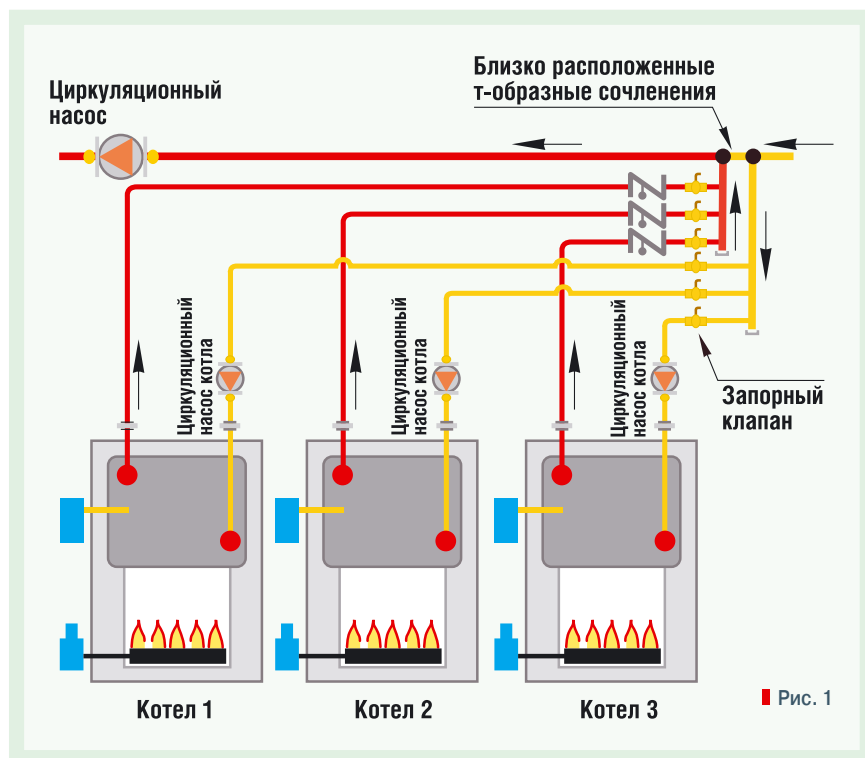 Циркуляционный
насос
Близко расположенные
т-образные сочленения
Циркуляционный
насос котла
Циркуляционный
насос котла
Циркуляционный
насос котла
Запорный
клапан
Котел 1
Котел 2
Котел 3
Рис. 1